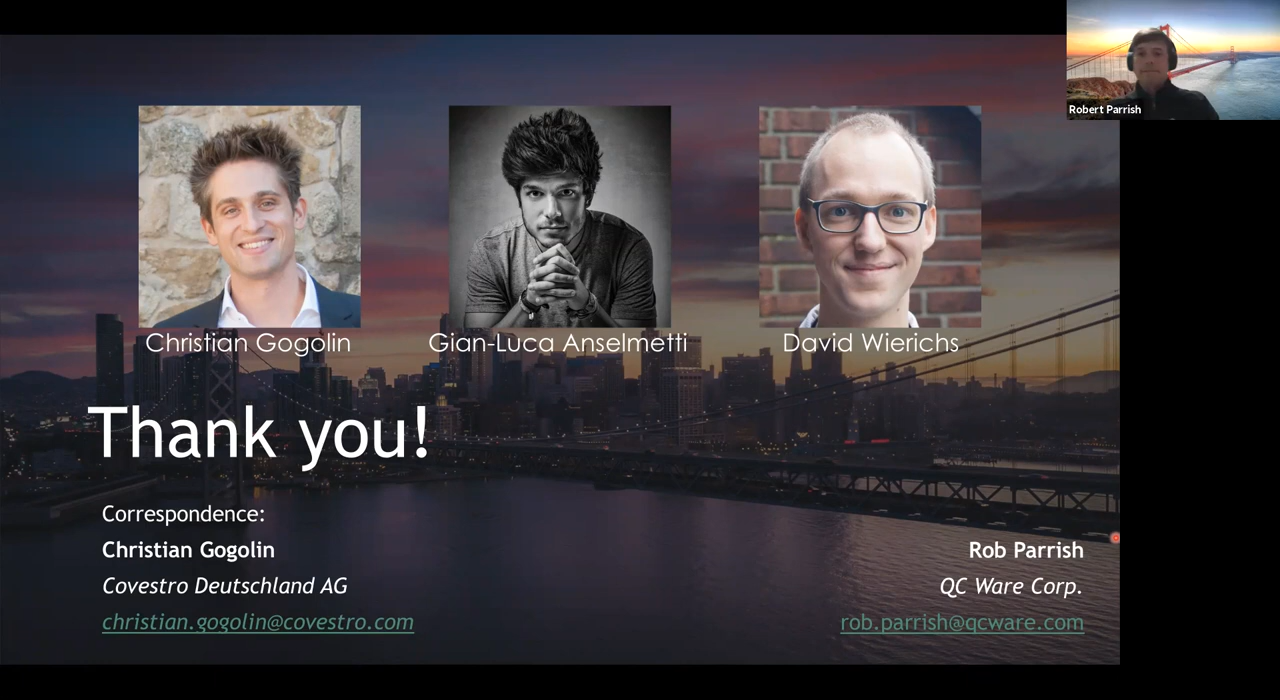 Robert Parrish
Christian Gogolin
Gian-Luca Anselmetti
David Wierichs
Thank you!
Correspondence:
Christian Gogolin
Covestro Deutschland AG
christian.gogolin@covestro.com
Rob Parrish
QC Ware Corp.
rob.parrish@qcware.com